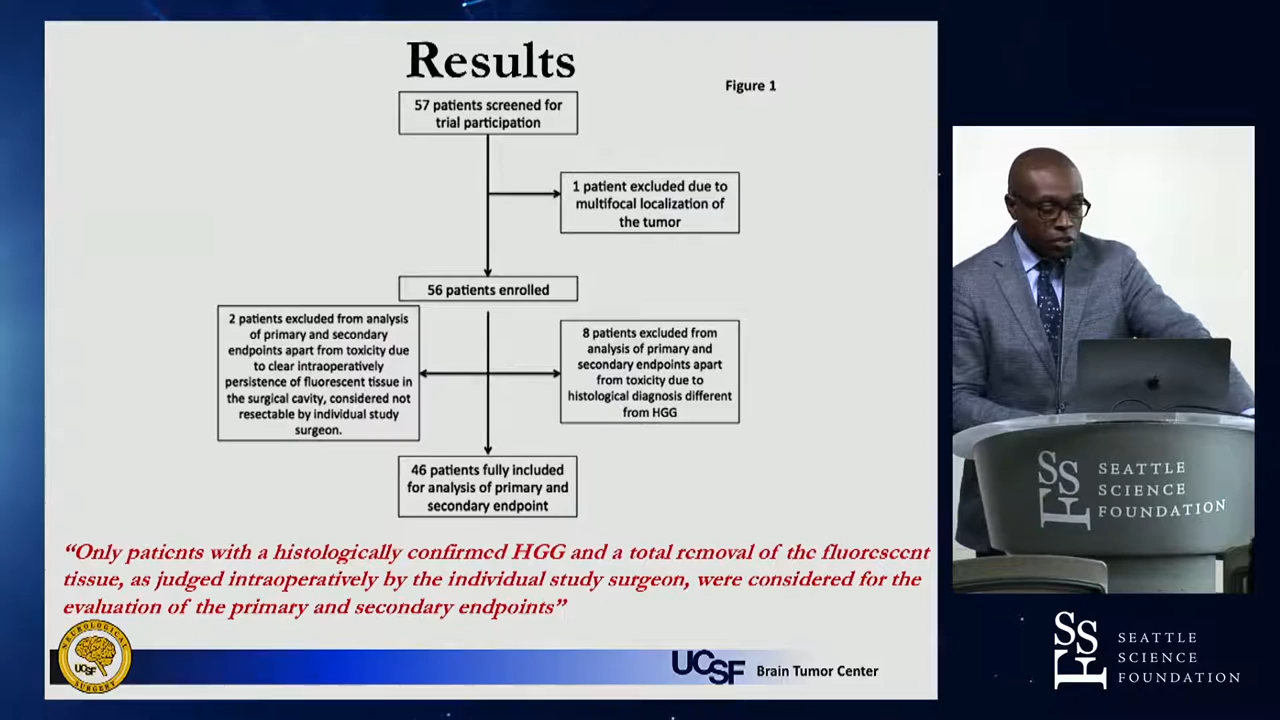 Results
Figure 1
57 patients screened for
trial participation
1 patient excluded due to
multifocal localization of
the tumor
56 patients enrolled
2 patients excluded from analysis
of primary and secondary
endpoints apart from toxicity due
to clear intraoperatively
persistence of fluorescent tissue in
the surgical cavity, considered not
resectable by individual study
surgeon.
8 patients excluded from
analysis of primary and
secondary endpoints apart
from toxicity due to
histological diagnosis different
from HGG
46 patients fully included
for analysis of primary and
secondary endpoint
“Only patients with a histologically confirmed HGG and a total removal of the fluorescent
tissue, as judged intraoperatively by the individual study surgeon, were considered for the
evaluation of the primary and secondary endpoints”
NEUROLOGICAL
UCSF
SURGERY
UCSF Brain Tumor Center
SSF
SEATTLE
SCIENCE
FOUNDATION
SSF
SEATTLE
SCIENCE
FOUNDATION